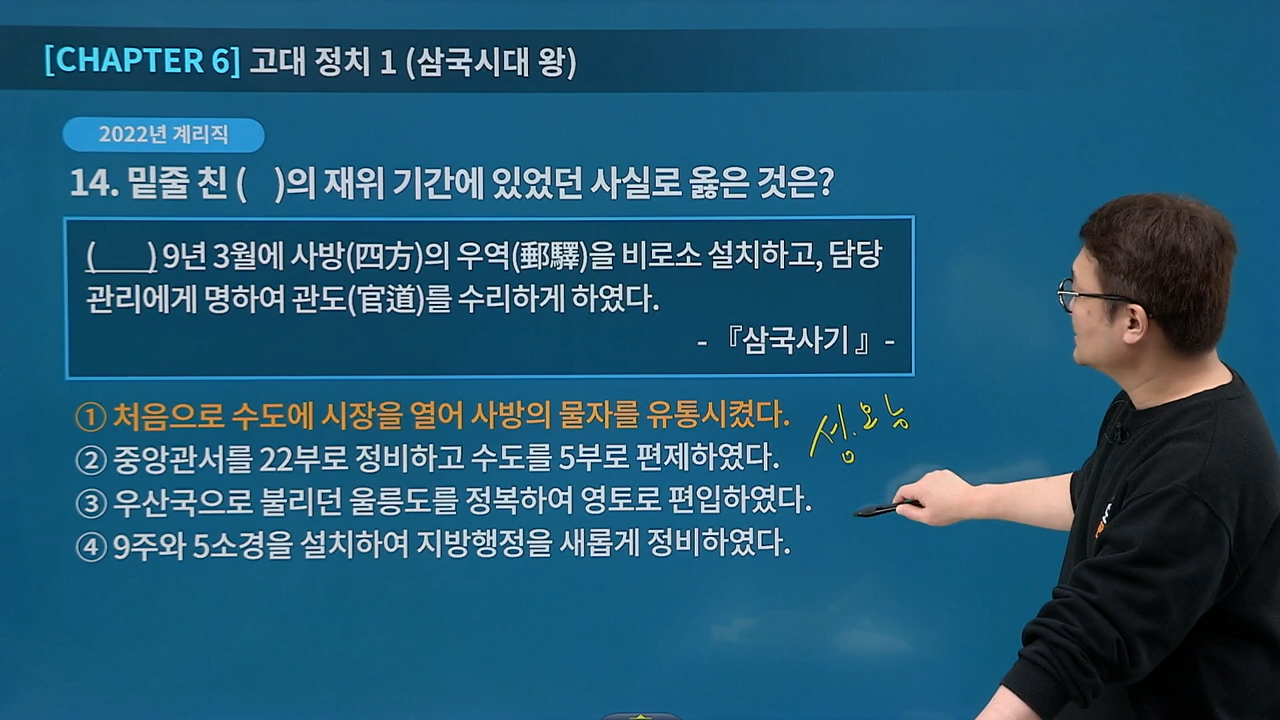 [CHAPTER 6] 고대 정치 1 (삼국시대 왕)
2022년 계리직
14. 밑줄 친 (    )의 재위 기간에 있었던 사실로 옳은 것은?
(____) 9년 3월에 사방(四方)의 우역(郵驛)을 비로소 설치하고, 담당
관리에게 명하여 관도(官道)를 수리하게 하였다.
- 『삼국사기 』 -
① 처음으로 수도에 시장을 열어 사방의 물자를 유통시켰다.
② 중앙관서를 22부로 정비하고 수도를 5부로 편제하였다.
성.오능
③ 우산국으로 불리던 울릉도를 정복하여 영토로 편입하였다.
④ 9주와 5소경을 설치하여 지방행정을 새롭게 정비하였다.